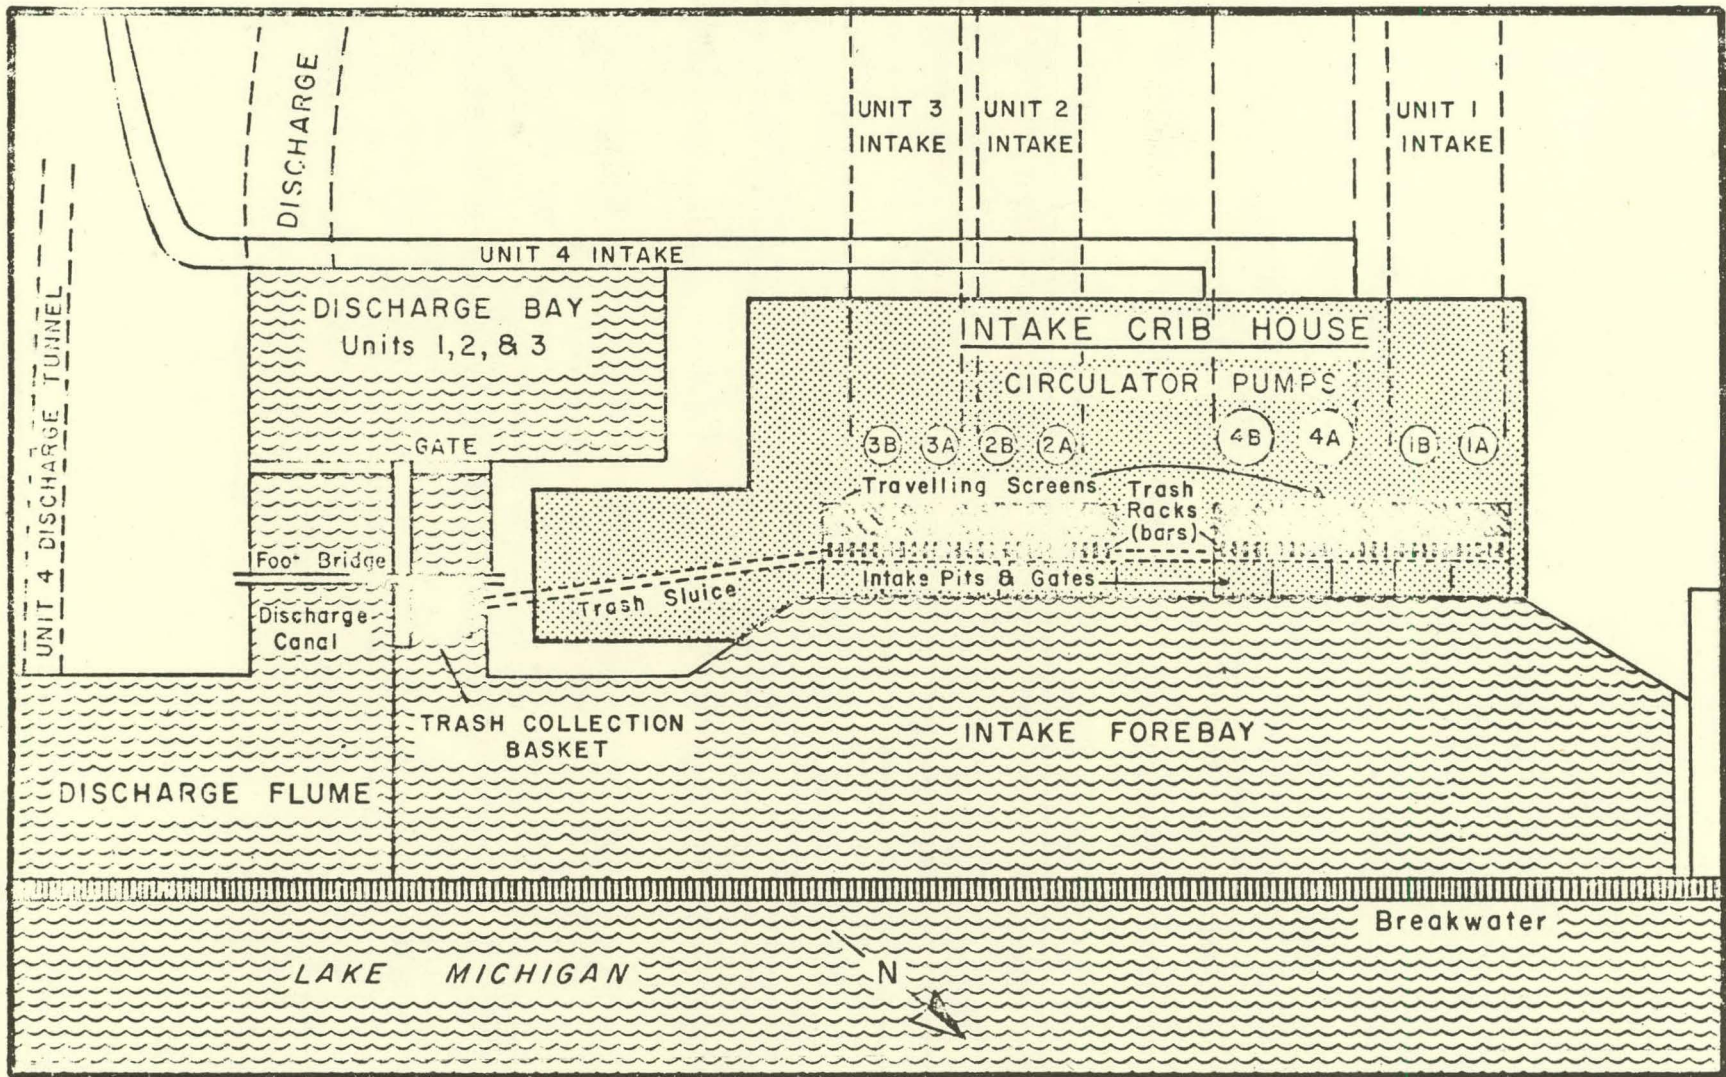 DISCHARGE
UNIT 3
INTAKE
UNIT 2
INTAKE
UNIT 1
INTAKE
UNIT 4 INTAKE
DISCHARGE BAY
Units 1, 2, & 3
INTAKE CRIB HOUSE
CIRCULATOR PUMPS
GATE
3B
3A
2B
2A
4B
4A
1B
1A
Travelling Screens
Trash
Racks
(bars)
UNIT 4 DISCHARGE TUNNEL
Foot Bridge
Intake Pits & Gates
Trash Sluice
Discharge
Canal
TRASH COLLECTION
BASKET
INTAKE FOREBAY
DISCHARGE FLUME
Breakwater
LAKE MICHIGAN
N